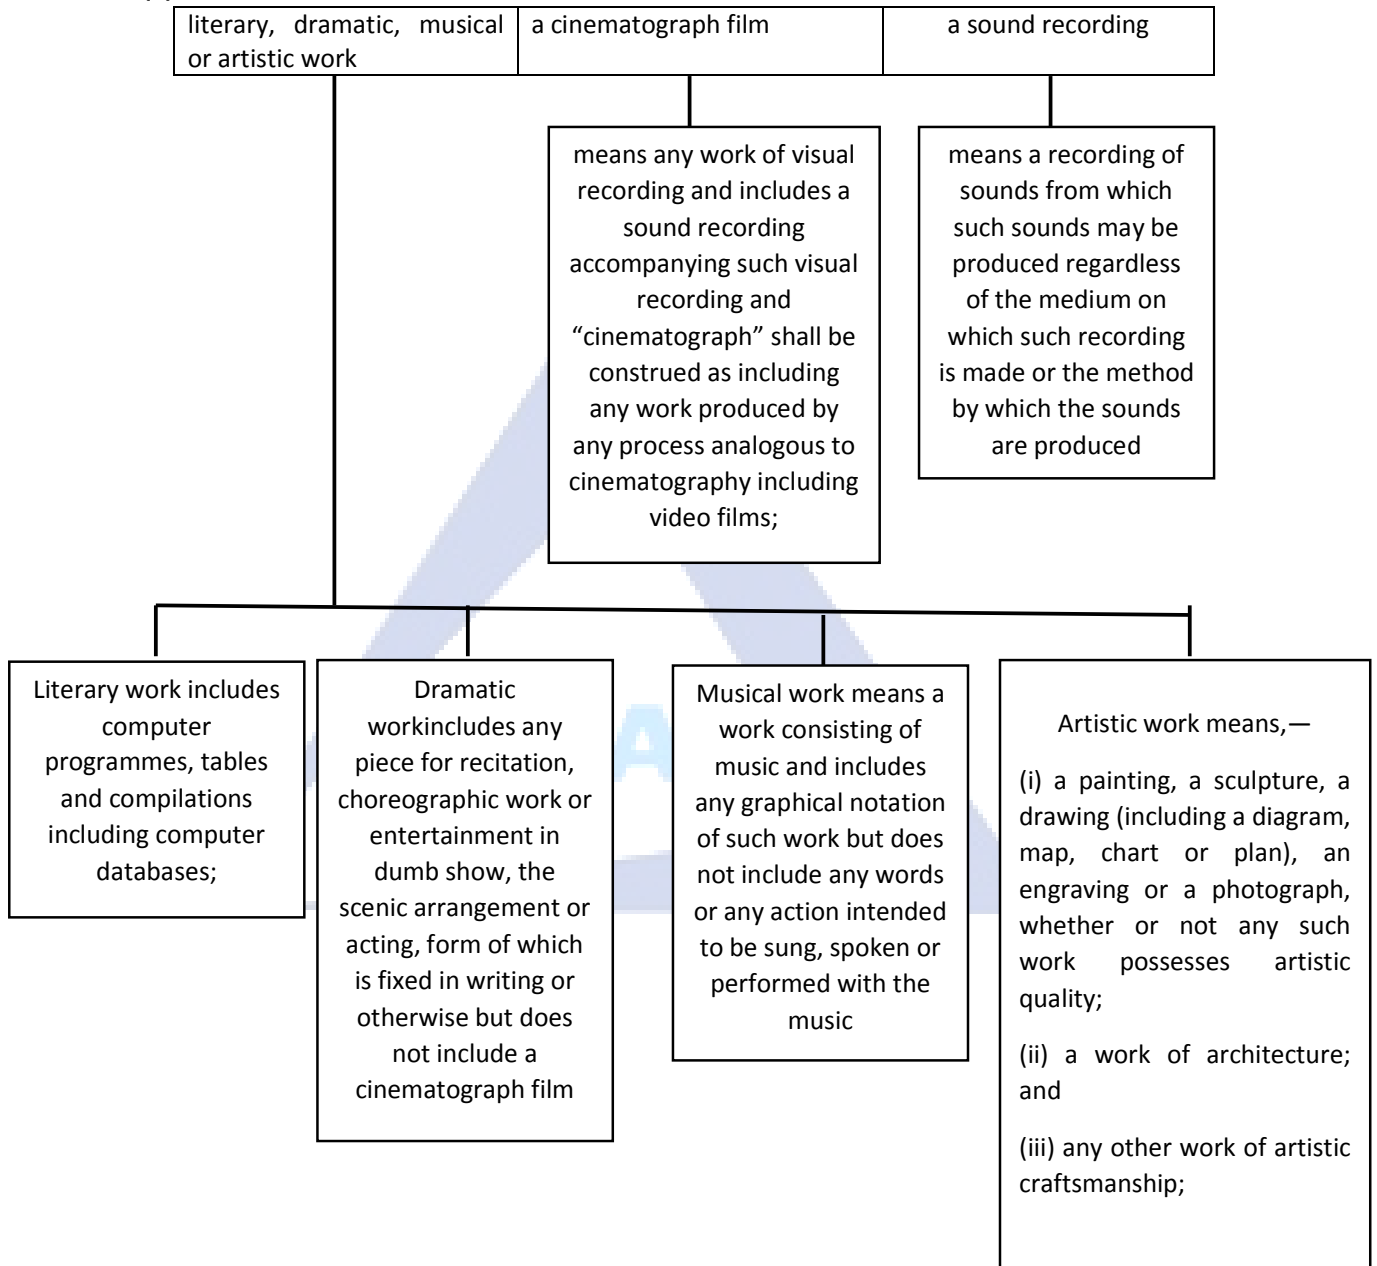 literary, dramatic, musical
or artistic work
a cinematograph film
a sound recording
means any work of visual
recording and includes a
sound recording
accompanying such visual
recording and
“cinematograph” shall be
construed as including
any work produced by
any process analogous to
cinematography including
video films;
means a recording of
sounds from which
such sounds may be
produced regardless
of the medium on
which such recording
is made or the method
by which the sounds
are produced
Literary work includes
computer
programmes, tables
and compilations
including computer
databases;
Dramatic
workincludes any
piece for recitation,
choreographic work or
entertainment in
dumb show, the
scenic arrangement or
acting, form of which
is fixed in writing or
otherwise but does
not include a
cinematograph film
Musical work means a
work consisting of
music and includes
any graphical notation
of such work but does
not include any words
or any action intended
to be sung, spoken or
performed with the
music
Artistic work means,—
(i) a painting, a sculpture, a
drawing (including a diagram,
map, chart or plan), an
engraving or a photograph,
whether or not any such
work possesses artistic
quality;
(ii) a work of architecture;
and
(iii) any other work of artistic
craftsmanship;